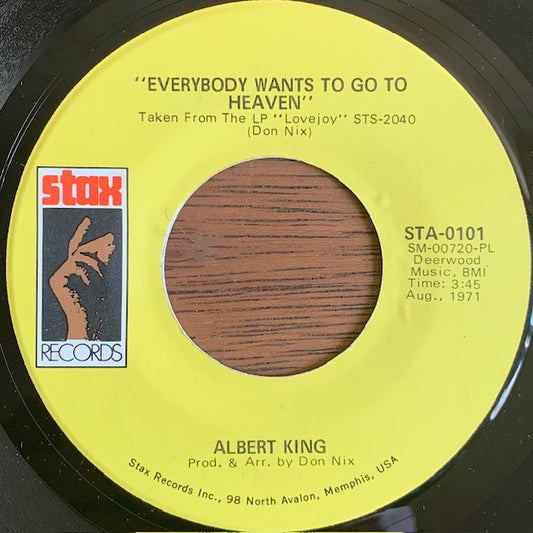 "EVERYBODY WANTS TO GO TO
HEAVEN"
Taken From The LP "Lovejoy" STS-2040
(Don Nix)
stax
RECORDS
STA-0101
SM-00720-PL
Deerwood
Music, BMI
Time: 3:45
Aug., 1971
ALBERT KING
Prod. & Arr. by Don Nix
Stax Records Inc., 98 North Avalon, Memphis, USA